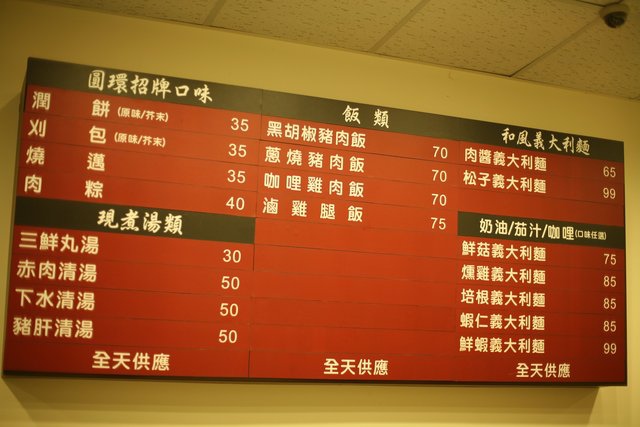 圓環招牌口味
潤 餅 (原味/芥末) 35
刈 包 (原味/芥末) 35
燒 邁 35
肉 粽 40
現煮湯類
三鮮丸湯 30
赤肉清湯 50
下水清湯 50
豬肝清湯 50
全天供應
飯 類
黑胡椒豬肉飯 70
蔥燒豬肉飯 70
咖哩雞肉飯 70
滷雞腿飯 75
全天供應
和風義大利麵
肉醬義大利麵 65
松子義大利麵 99
奶油/茄汁/咖哩(口味任選)
鮮菇義大利麵 75
燻雞義大利麵 85
培根義大利麵 85
蝦仁義大利麵 85
鮮蝦義大利麵 99
全天供應